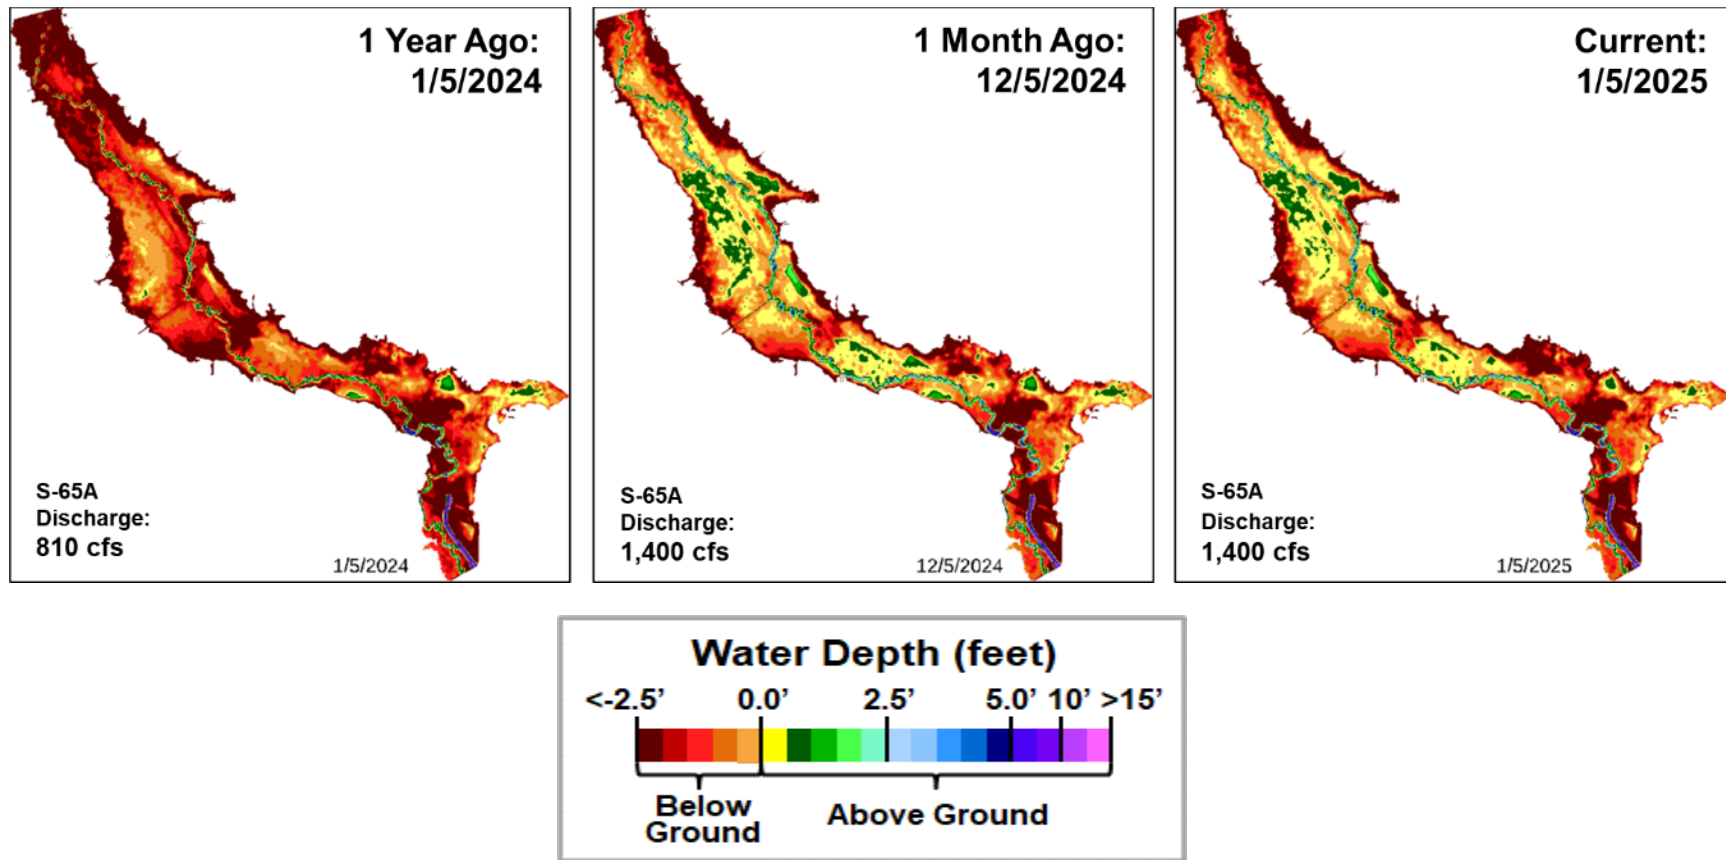 1 Year Ago:
1/5/2024
S-65A
Discharge:
810 cfs
1/5/2024
1 Month Ago:
12/5/2024
S-65A
Discharge:
1,400 cfs
12/5/2024
Current:
1/5/2025
S-65A
Discharge:
1,400 cfs
1/5/2025
Water Depth (feet)
<-2.5’ 0.0’ 2.5’ 5.0’ 10’ >15’
Below
Ground
Above Ground